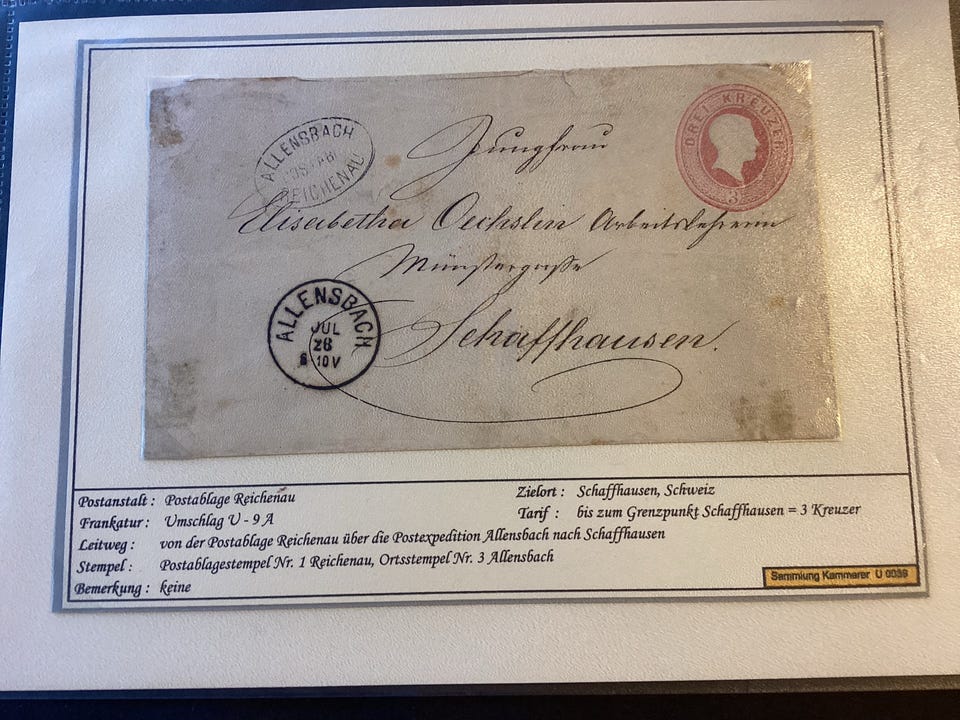 ALLENSBACH
POSTABL
REICHENAU
DREI KREUZER
3
Jungfrau
Elisabetha Oechslin Arbeitslehrerin
Münstergasse
Schaffhausen.
ALLENSBACH
JUL
28
10 V
Postanstalt : Postablage Reichenau
Frankatur : Umschlag U - 9 A
Leitweg : von der Postablage Reichenau über die Postexpedition Allensbach nach Schaffhausen
Stempel : Postablagestempel Nr. 1 Reichenau, Ortsstempel Nr. 3 Allensbach
Bemerkung : keine
Zielort : Schaffhausen, Schweiz
Tarif : bis zum Grenzpunkt Schaffhausen = 3 Kreuzer
Sammlung Kammerer U 0039